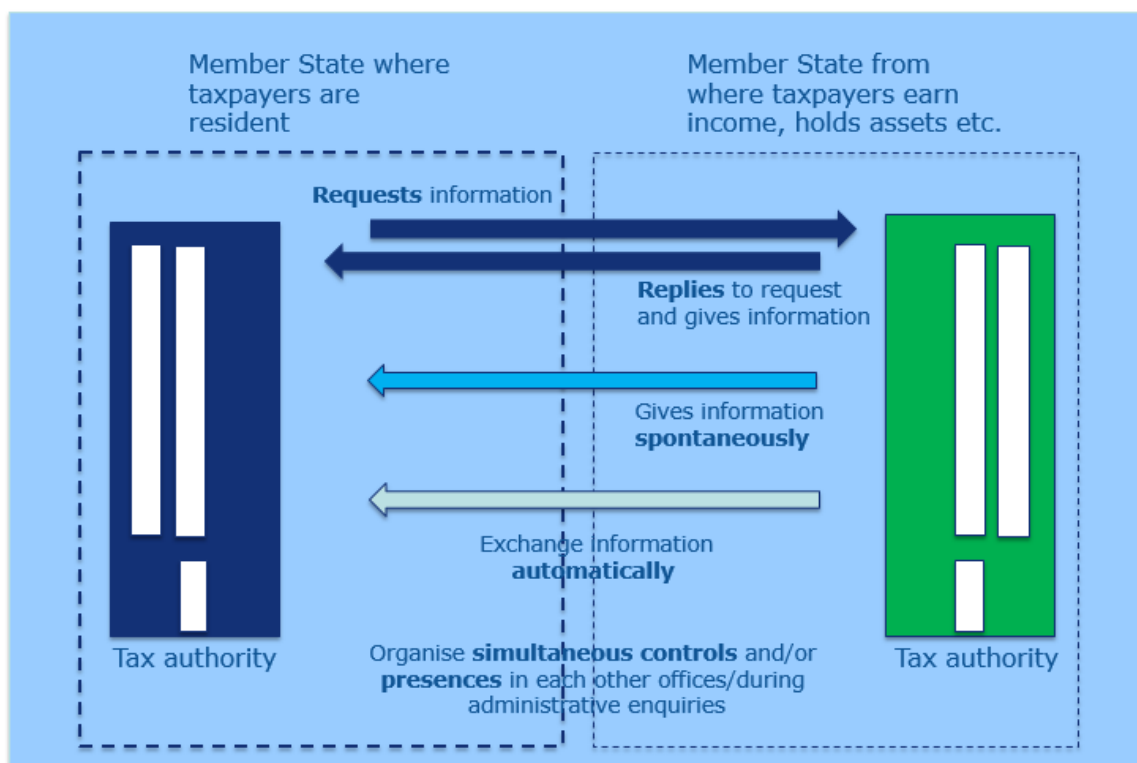 Member State where
taxpayers are
resident
Member State from
where taxpayers earn
income, holds assets etc.
Requests information
Replies to request
and gives information
Gives information
spontaneously
Exchange information
automatically
Organise simultaneous controls and/or
presences in each other offices/during
administrative enquiries
Tax authority
Tax authority